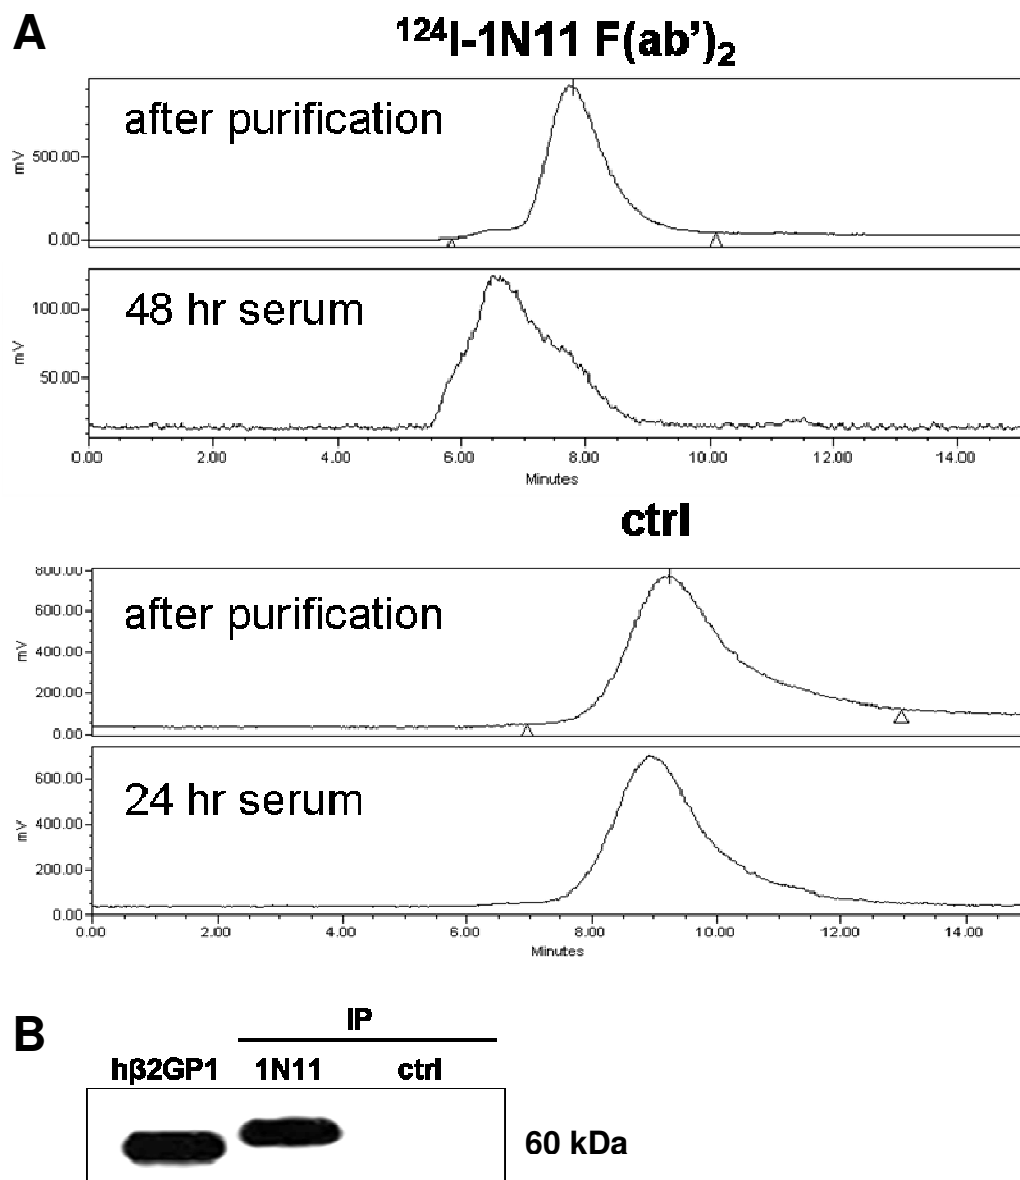 A
¹²⁴I-1N11 F(ab’)₂
after purification
500.00
mV
0.00
48 hr serum
100.00
mV
50.00
0.00 2.00 4.00 6.00 8.00 10.00 12.00 14.00
Minutes
ctrl
800.00
after purification
600.00
mV
400.00
200.00
0.00
24 hr serum
600.00
mV
400.00
200.00
0.00
0.00 2.00 4.00 6.00 8.00 10.00 12.00 14.00
Minutes
B
IP
hβ2GP1 1N11 ctrl
60 kDa